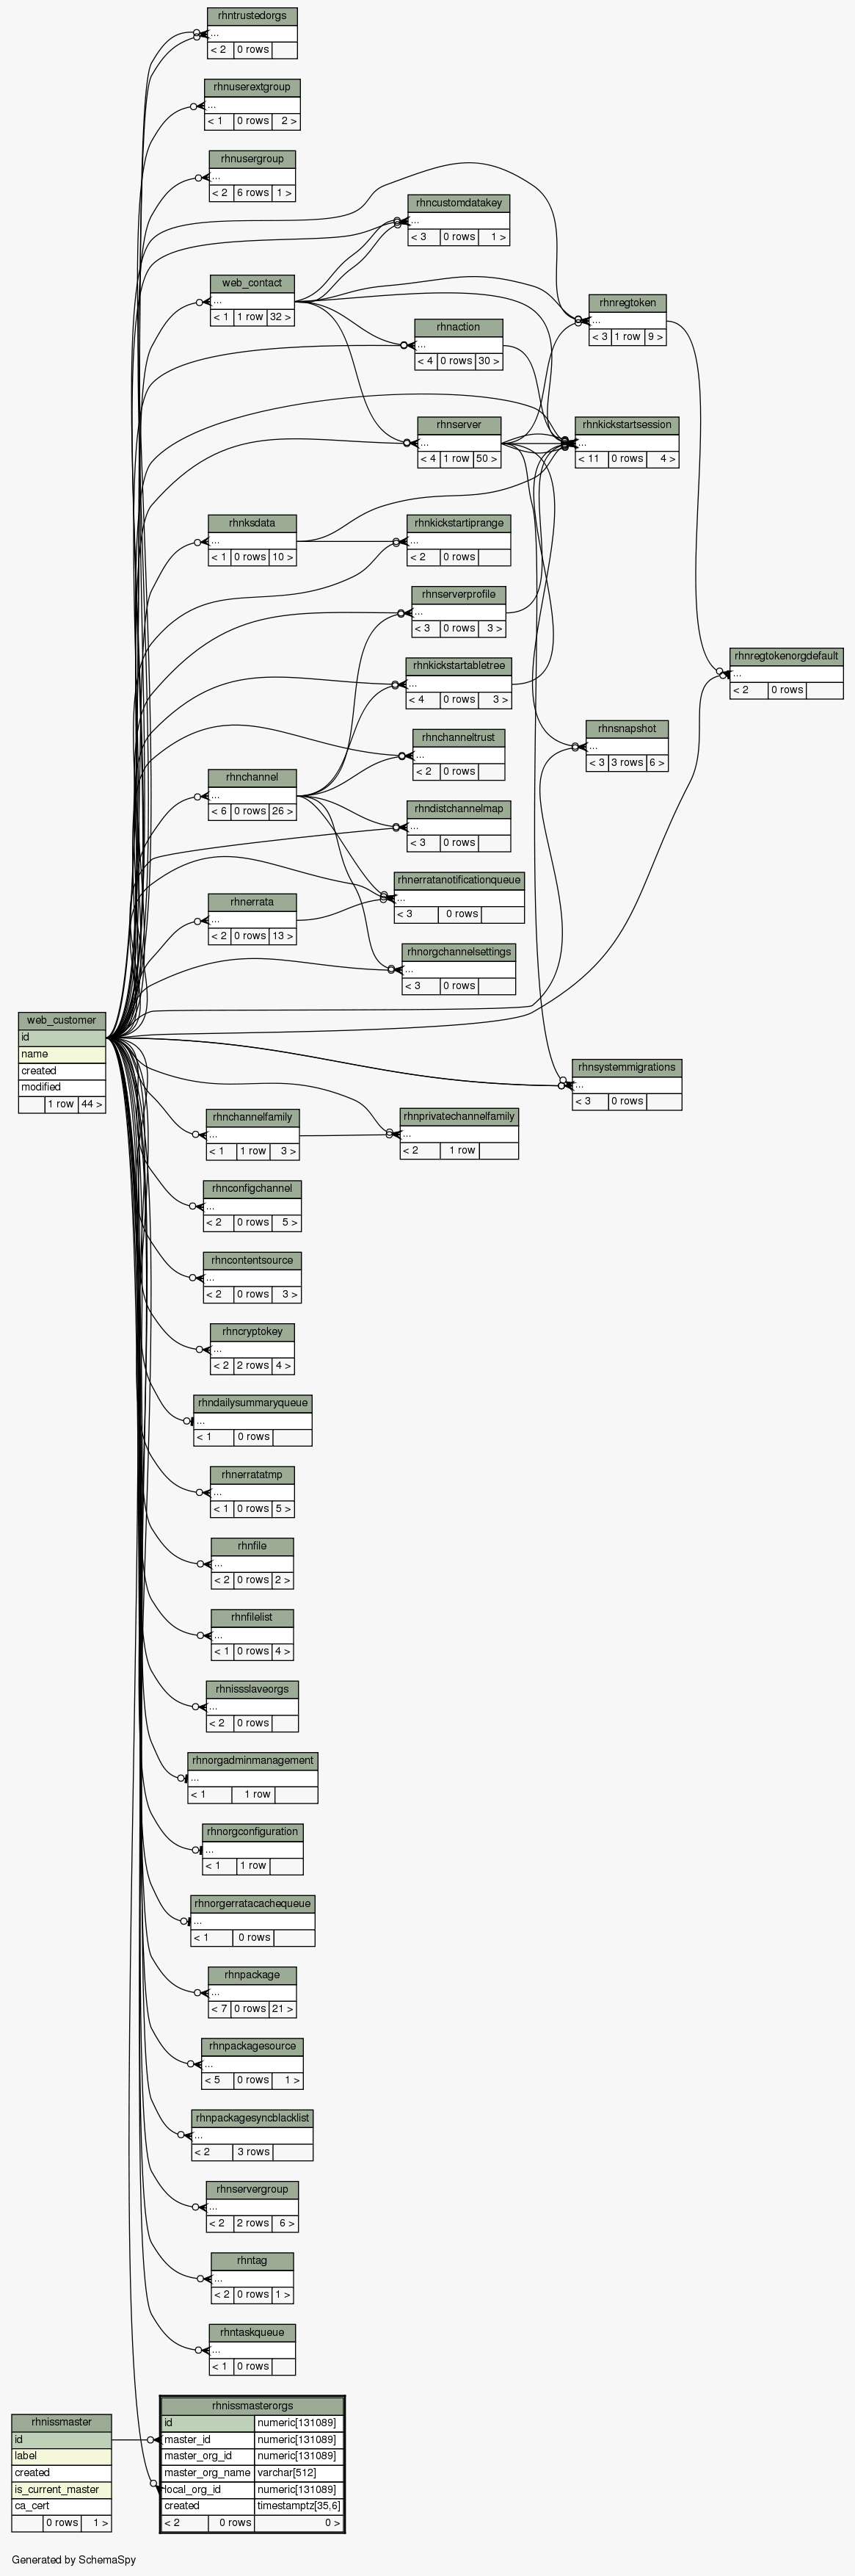 rhntrustedorgs
...
< 2 0 rows
rhnuserextgroup
...
< 1 0 rows 2 >
rhnusergroup
...
< 2 6 rows 1 >
rhncustomdatakey
...
< 3 0 rows 1 >
web_contact
...
< 1 1 row 32 >
rhnregtoken
...
< 3 1 row 9 >
rhnaction
...
< 4 0 rows 30 >
rhnserver
...
< 4 1 row 50 >
rhnkickstartsession
...
< 11 0 rows 4 >
rhnksdata
...
< 1 0 rows 10 >
rhnkickstartiprange
...
< 2 0 rows
rhnserverprofile
...
< 3 0 rows 3 >
rhnregtokenorgdefault
...
< 2 0 rows
rhnkickstartabletree
...
< 4 0 rows 3 >
rhnsnapshot
...
< 3 3 rows 6 >
rhnchanneltrust
...
< 2 0 rows
rhnchannel
...
< 6 0 rows 26 >
rhndistchannelmap
...
< 3 0 rows
rhnerratanotificationqueue
...
< 3 0 rows
rhnerrata
...
< 2 0 rows 13 >
rhnorgchannelsettings
...
< 3 0 rows
web_customer
id
name
created
modified
1 row 44 >
rhnsystemmigrations
...
< 3 0 rows
rhnchannelfamily
...
< 1 1 row 3 >
rhnprivatechannelfamily
...
< 2 1 row
rhnconfigchannel
...
< 2 0 rows 5 >
rhncontentsource
...
< 2 0 rows 3 >
rhncryptokey
...
< 2 2 rows 4 >
rhndailysummaryqueue
...
< 1 0 rows
rhnerratatmp
...
< 1 0 rows 5 >
rhnfile
...
< 2 0 rows 2 >
rhnfilelist
...
< 1 0 rows 4 >
rhnissslaveorgs
...
< 2 0 rows
rhnorgadminmanagement
...
< 1 1 row
rhnorgconfiguration
...
< 1 1 row
rhnorgerratacachequeue
...
< 1 0 rows
rhnpackage
...
< 7 0 rows 21 >
rhnpackagesource
...
< 5 0 rows 1 >
rhnpackagesyncblacklist
...
< 2 3 rows
rhnservergroup
...
< 2 2 rows 6 >
rhntag
...
< 2 0 rows 1 >
rhntaskqueue
...
< 1 0 rows
rhnissmasterorgs
id numeric[131089]
master_id numeric[131089]
master_org_id numeric[131089]
master_org_name varchar[512]
local_org_id numeric[131089]
created timestamptz[35,6]
< 2 0 rows 0 >
rhnissmaster
id
label
created
is_current_master
ca_cert
0 rows 1 >
Generated by SchemaSpy